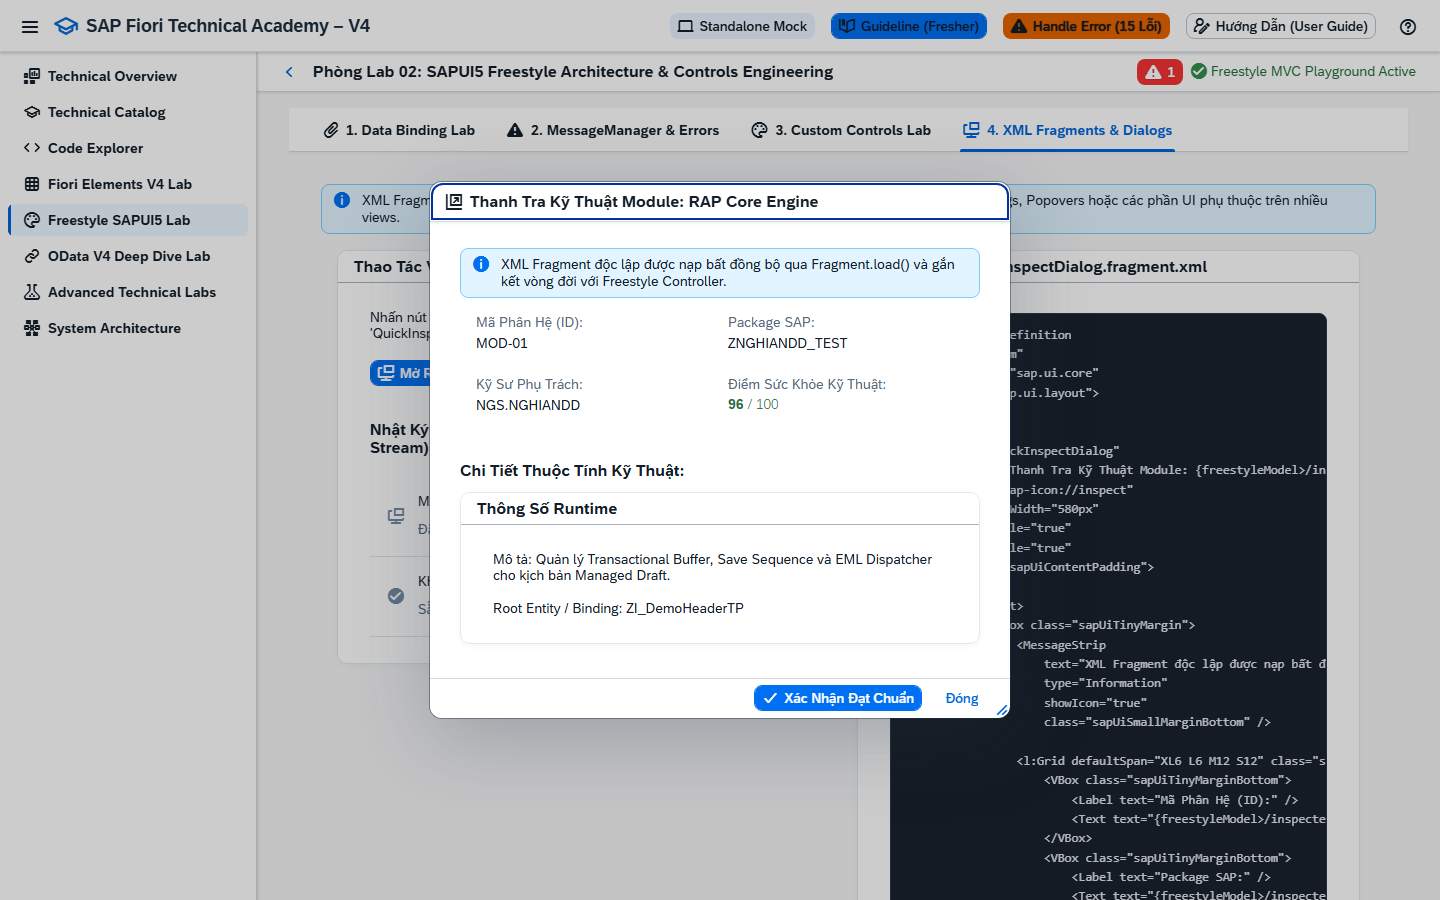 SAP Fiori Technical Academy – V4
Standalone Mock
Guideline (Fresher)
Handle Error (15 Lỗi)
Hướng Dẫn (User Guide)
Technical Overview
Technical Catalog
Code Explorer
Fiori Elements V4 Lab
Freestyle SAPUI5 Lab
OData V4 Deep Dive Lab
Advanced Technical Labs
System Architecture
Phòng Lab 02: SAPUI5 Freestyle Architecture & Controls Engineering
1
Freestyle MVC Playground Active
1. Data Binding Lab
2. MessageManager & Errors
3. Custom Controls Lab
4. XML Fragments & Dialogs
XML Fragm
gs, Popovers hoặc các phần UI phụ thuộc trên nhiều
views.
Thao Tác V
Nhấn nút
'QuickInsp
Mở R
Nhật Ký
Stream)
Thanh Tra Kỹ Thuật Module: RAP Core Engine
XML Fragment độc lập được nạp bất đồng bộ qua Fragment.load() và gắn
kết vòng đời với Freestyle Controller.
Mã Phân Hệ (ID):
MOD-01
Package SAP:
ZNGHIANDD_TEST
Kỹ Sư Phụ Trách:
NGS.NGHIANDD
Điểm Sức Khỏe Kỹ Thuật:
96 / 100
Chi Tiết Thuộc Tính Kỹ Thuật:
Thông Số Runtime
Mô tả: Quản lý Transactional Buffer, Save Sequence và EML Dispatcher
cho kịch bản Managed Draft.
Root Entity / Binding: ZI_DemoHeaderTP
Xác Nhận Đạt Chuẩn
Đóng
nspectDialog.fragment.xml
efinition
m"
"sap.ui.core"
p.ui.layout">
ckInspectDialog"
Thanh Tra Kỹ Thuật Module: {freestyleModel>/in
ap-icon://inspect"
Width="580px"
le="true"
le="true"
sapUiContentPadding">
t>
ox class="sapUiTinyMargin">
<MessageStrip
text="XML Fragment độc lập được nạp bất đ
type="Information"
showIcon="true"
class="sapUiSmallMarginBottom" />
<l:Grid defaultSpan="XL6 L6 M12 S12" class="s
<VBox class="sapUiTinyMarginBottom">
<Label text="Mã Phân Hệ (ID):" />
<Text text="{freestyleModel>/inspecte
</VBox>
<VBox class="sapUiTinyMarginBottom">
<Label text="Package SAP:" />
<Text text="{freestyleModel>/inspecte